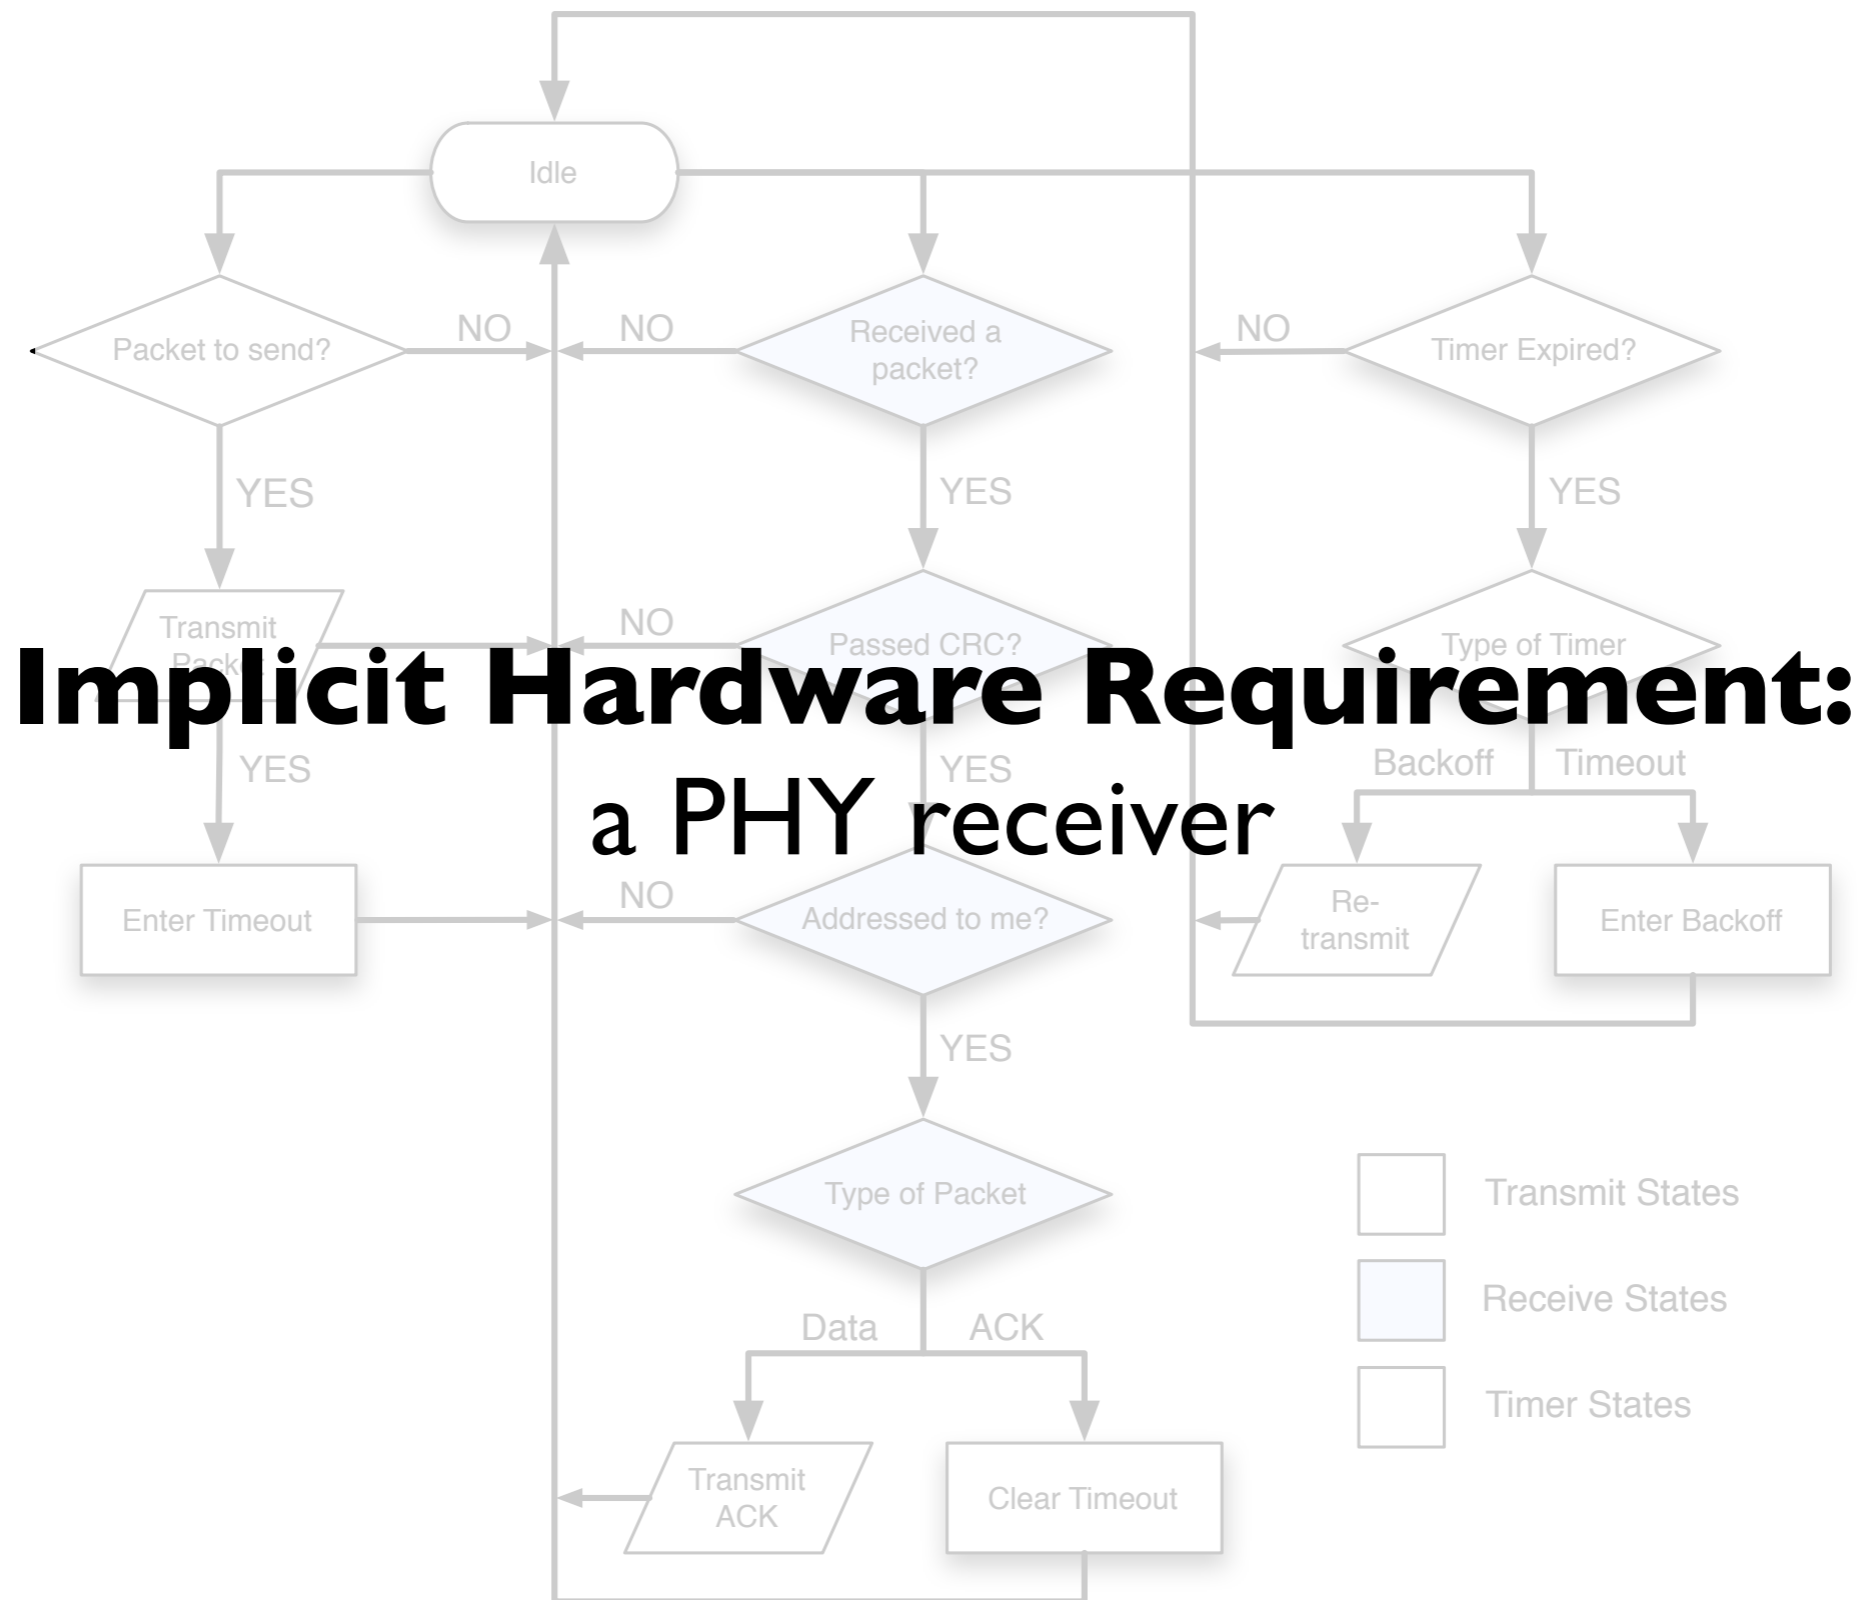 Idle
Packet to send?
NO
NO
Received a
packet?
NO
Timer Expired?
YES
YES
YES
Transmit
Packet
NO
Passed CRC?
Type of Timer
Implicit Hardware Requirement:
a PHY receiver
YES
YES
Backoff
Timeout
Enter Timeout
NO
Addressed to me?
Re-
transmit
Enter Backoff
YES
Type of Packet
Transmit States
Receive States
Timer States
Data
ACK
Transmit
ACK
Clear Timeout